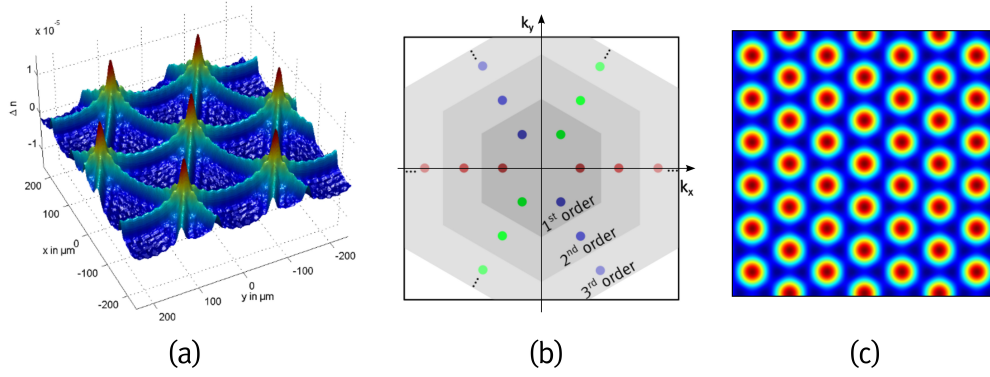 x 10⁻⁵
1
0
-1
Δ n
200
100
0
-100
-200
x in µm
200
100
0
-100
-200
y in µm
(a)
k_y
k_x
1st order
2nd order
3rd order
(b)
(c)